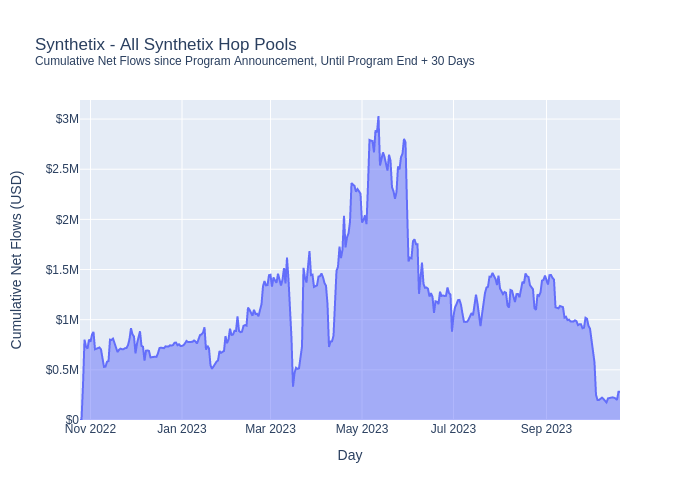 Synthetix - All Synthetix Hop Pools
Cumulative Net Flows since Program Announcement, Until Program End + 30 Days
Cumulative Net Flows (USD)
$3M
$2.5M
$2M
$1.5M
$1M
$0.5M
$0
Nov 2022 Jan 2023 Mar 2023 May 2023 Jul 2023 Sep 2023
Day